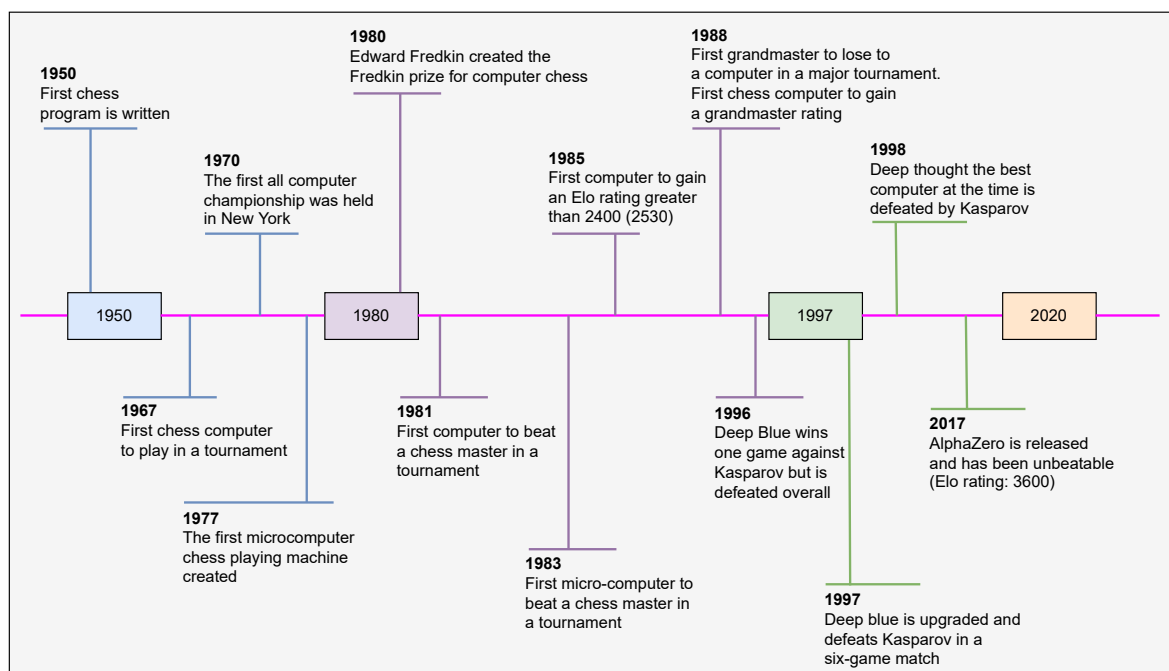 1950
First chess
program is written
1970
The first all computer
championship was held
in New York
1980
Edward Fredkin created the
Fredkin prize for computer chess
1985
First computer to gain
an Elo rating greater
than 2400 (2530)
1988
First grandmaster to lose to
a computer in a major tournament.
First chess computer to gain
a grandmaster rating
1998
Deep thought the best
computer at the time is
defeated by Kasparov
1950
1980
1997
2020
1967
First chess computer
to play in a tournament
1977
The first microcomputer
chess playing machine
created
1981
First computer to beat
a chess master in a
tournament
1983
First micro-computer to
beat a chess master in
a tournament
1996
Deep Blue wins
one game against
Kasparov but is
defeated overall
1997
Deep blue is upgraded and
defeats Kasparov in a
six-game match
2017
AlphaZero is released
and has been unbeatable
(Elo rating: 3600)